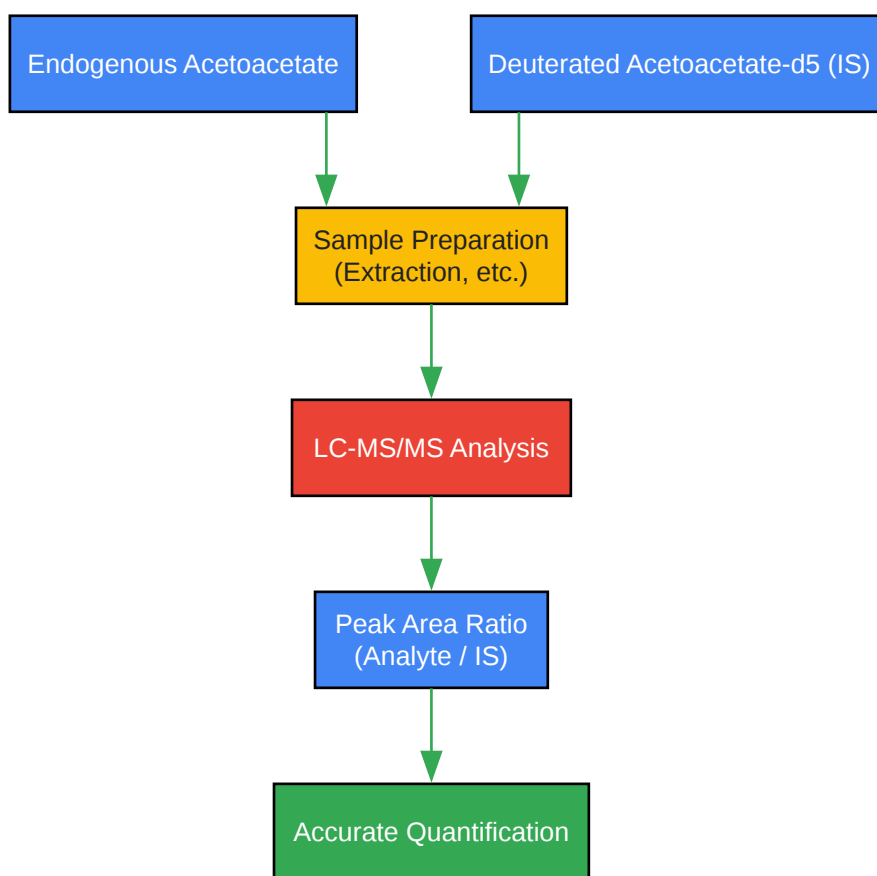 Endogenous Acetoacetate
Deuterated Acetoacetate-d5 (IS)
Sample Preparation
(Extraction, etc.)
LC-MS/MS Analysis
Peak Area Ratio
(Analyte / IS)
Accurate Quantification